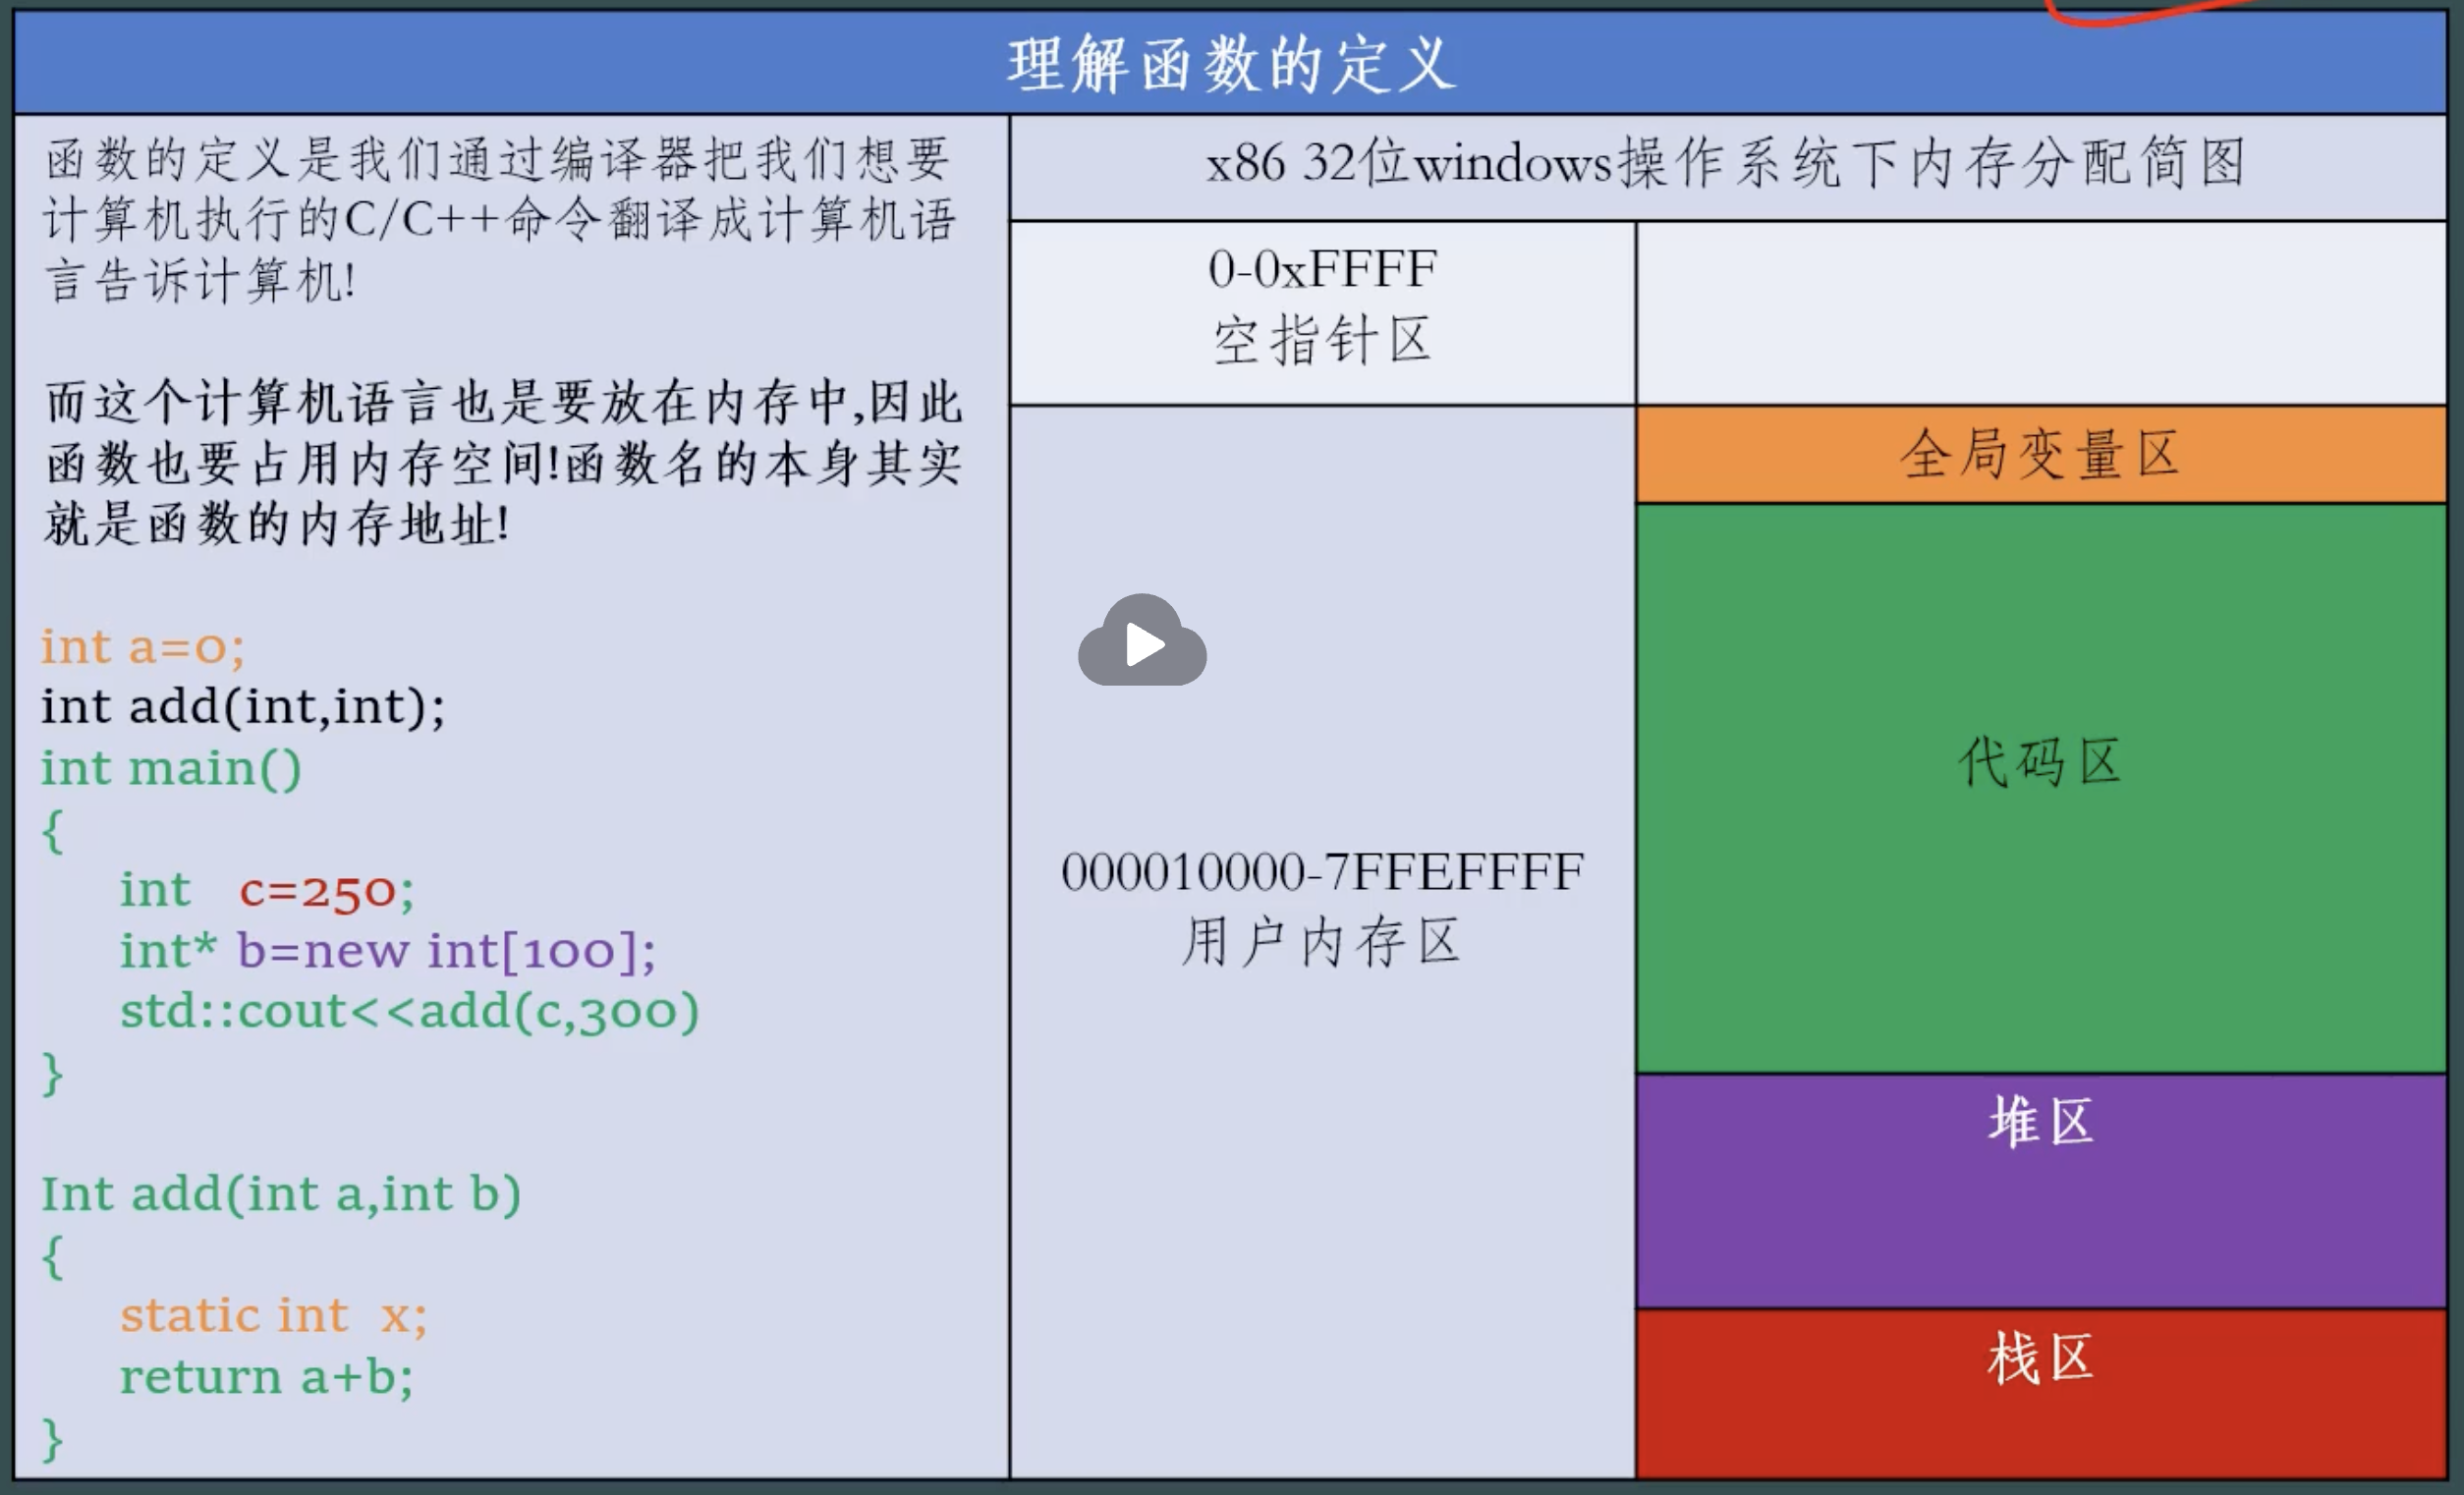 理解函数的定义
函数的定义是我们通过编译器把我们想要
计算机执行的C/C++命令翻译成计算机语
言告诉计算机!
而这个计算机语言也是要放在内存中,因此
函数也要占用内存空间!函数名的本身其实
就是函数的内存地址!
int a=0;
int add(int,int);
int main()
{
int c=250;
int* b=new int[100];
std::cout<<add(c,300)
}
Int add(int a,int b)
{
static int x;
return a+b;
}
x86 32位windows操作系统下内存分配简图
0-0xFFFF
空指针区
000010000-7FFEFFFF
用户内存区
全局变量区
代码区
堆区
栈区